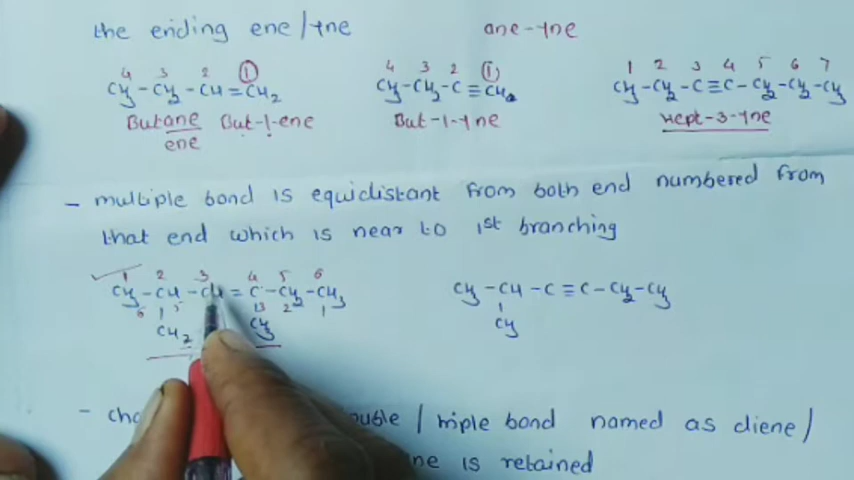 the ending ene/yne ane-yne
4 3 2 1 4 3 2 1 1 2 3 4 5 6 7
CH3-CH2-CH=CH2 CH3-CH2-C≡CH2 CH3-CH2-C≡C-CH2-CH2-CH3
Butane But-1-ene But-1-yne Hept-3-yne
ene
- multiple bond is equidistant from both end numbered from
that end which is near to 1st branching
1 2 3 4 5 6
CH3-CH-CH=C-CH2-CH3 CH3-CH-C≡C-CH2-CH3
6 5 3 2 1
CH2 CH3 CH3
- double / triple bond named as diene/
is retained